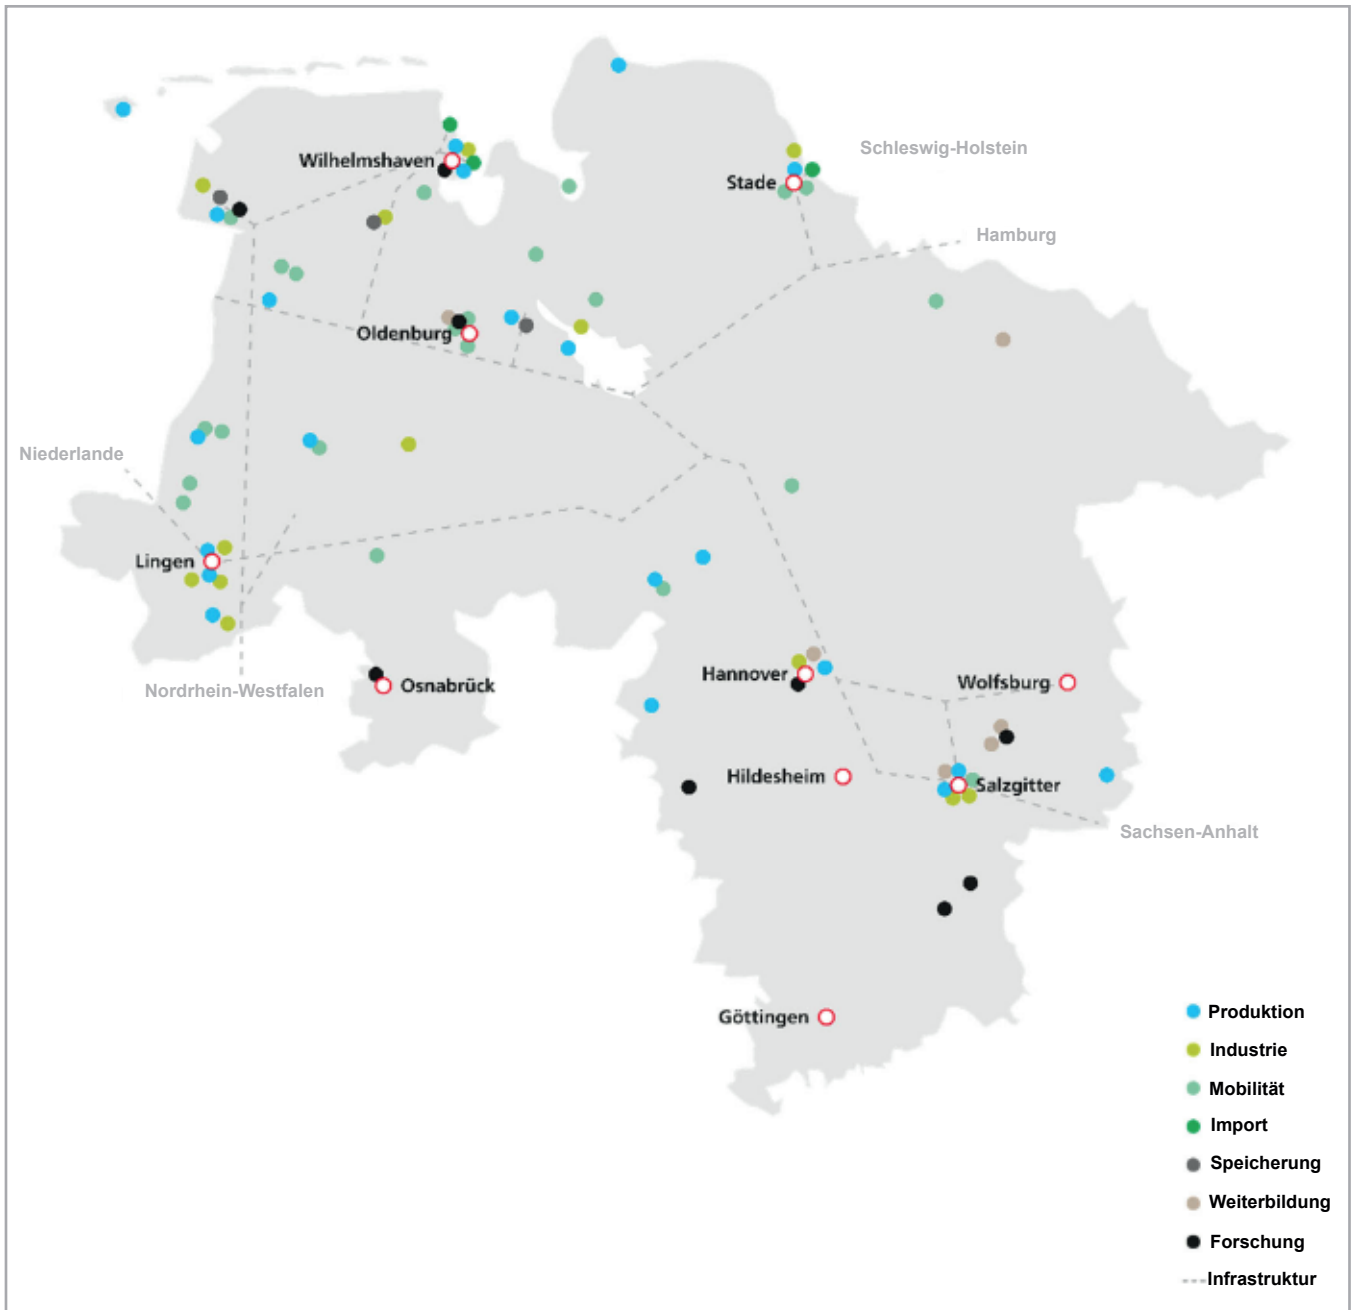 Schleswig-Holstein
Wilhelmshaven
Stade
Hamburg
Oldenburg
Niederlande
Lingen
Hannover
Wolfsburg
Nordrhein-Westfalen
Osnabrück
Hildesheim
Salzgitter
Sachsen-Anhalt
Göttingen
Produktion
Industrie
Mobilität
Import
Speicherung
Weiterbildung
Forschung
Infrastruktur